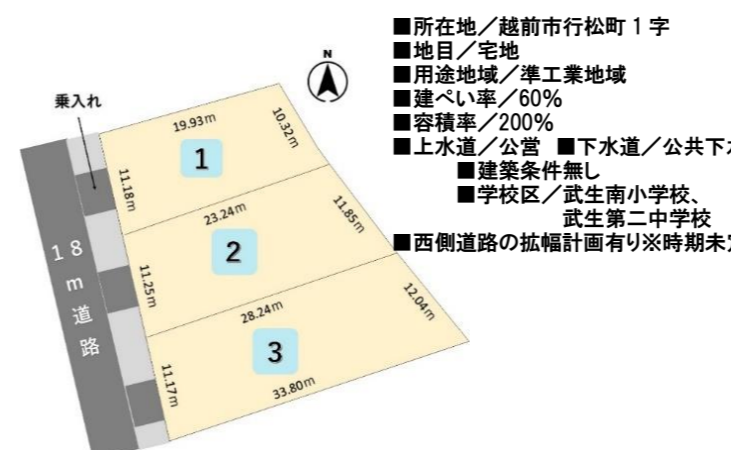 ■所在地／越前市行松町1字
■地目／宅地
■用途地域／準工業地域
■建ぺい率／60%
■容積率／200%
■上水道／公営 ■下水道／公共下
■建築条件無し
■学校区／武生南小学校、
武生第二中学校
■西側道路の拡幅計画有り※時期未
N
乗入れ
19.93m
10.32m
1
11.18m
23.24m
11.85m
2
11.25m
28.24m
12.04m
3
11.17m
33.80m
18m道路